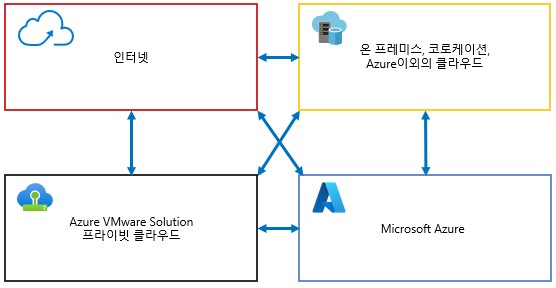 인터넷
온 프레미스, 코로케이션,
Azure이외의 클라우드
Azure VMware Solution
프라이빗 클라우드
Microsoft Azure